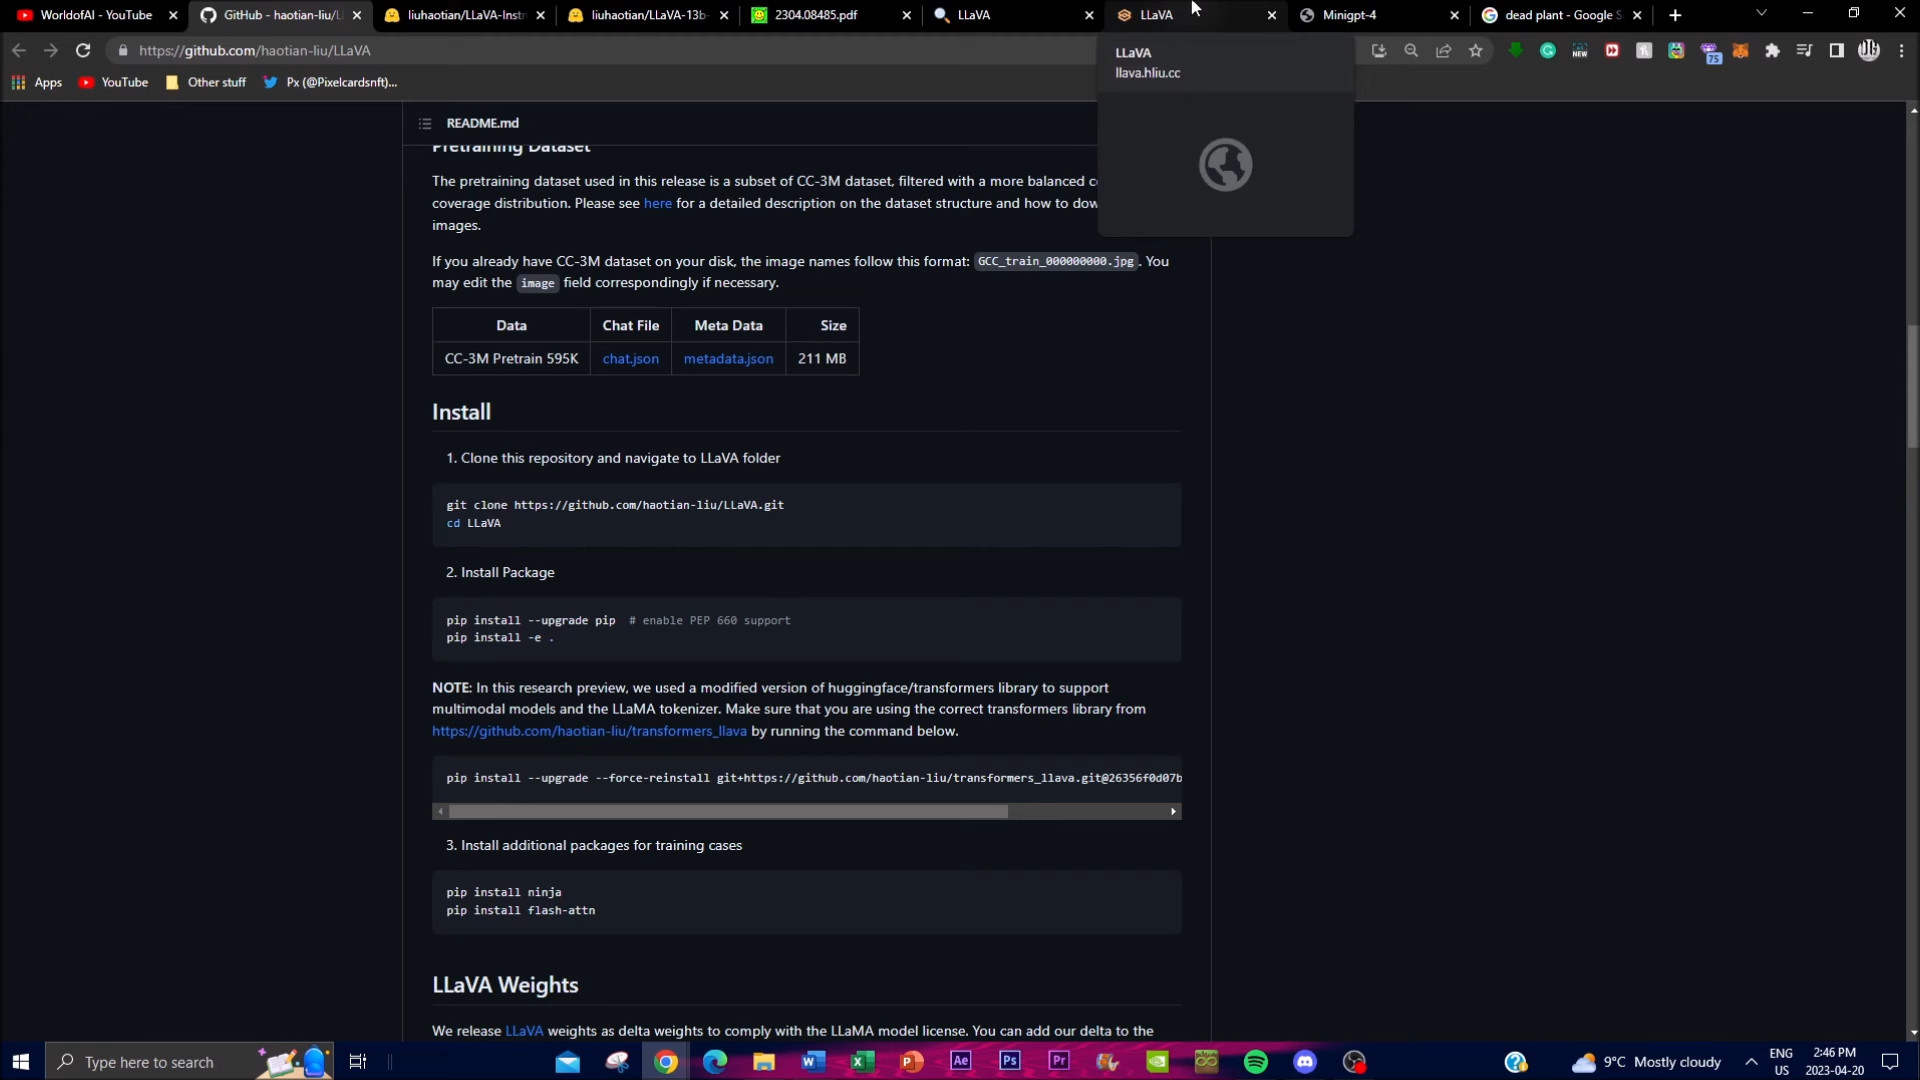 WorldofAI - YouTube
GitHub - haotian-liu/L
liuhaotian/LLaVA-Instr
liuhaotian/LLaVA-13b-
2304.08485.pdf
LLaVA
LLaVA
Minigpt-4
dead plant - Google S
https://github.com/haotian-liu/LLaVA
NEW
75
Apps
YouTube
Other stuff
Px (@Pixelcardsnft)...
LLaVA
llava.hliu.cc
README.md
Pretraining Dataset
The pretraining dataset used in this release is a subset of CC-3M dataset, filtered with a more balanced
coverage distribution. Please see here for a detailed description on the dataset structure and how to
images.
If you already have CC-3M dataset on your disk, the image names follow this format: GCC_train_000000000.jpg. You
may edit the image field correspondingly if necessary.
Data Chat File Meta Data Size
CC-3M Pretrain 595K chat.json metadata.json 211 MB
Install
1. Clone this repository and navigate to LLaVA folder
git clone https://github.com/haotian-liu/LLaVA.git
cd LLaVA
2. Install Package
pip install --upgrade pip # enable PEP 660 support
pip install -e .
NOTE: In this research preview, we used a modified version of huggingface/transformers library to support
multimodal models and the LLaMA tokenizer. Make sure that you are using the correct transformers library from
https://github.com/haotian-liu/transformers_llava by running the command below.
pip install --upgrade --force-reinstall git+https://github.com/haotian-liu/transformers_llava.git@26356f0d07b
3. Install additional packages for training cases
pip install ninja
pip install flash-attn
LLaVA Weights
We release LLaVA weights as delta weights to comply with the LLaMA model license. You can add our delta to the
Type here to search
Ae
Ps
Pr
9°C Mostly cloudy
ENG
US
2:46 PM
2023-04-20